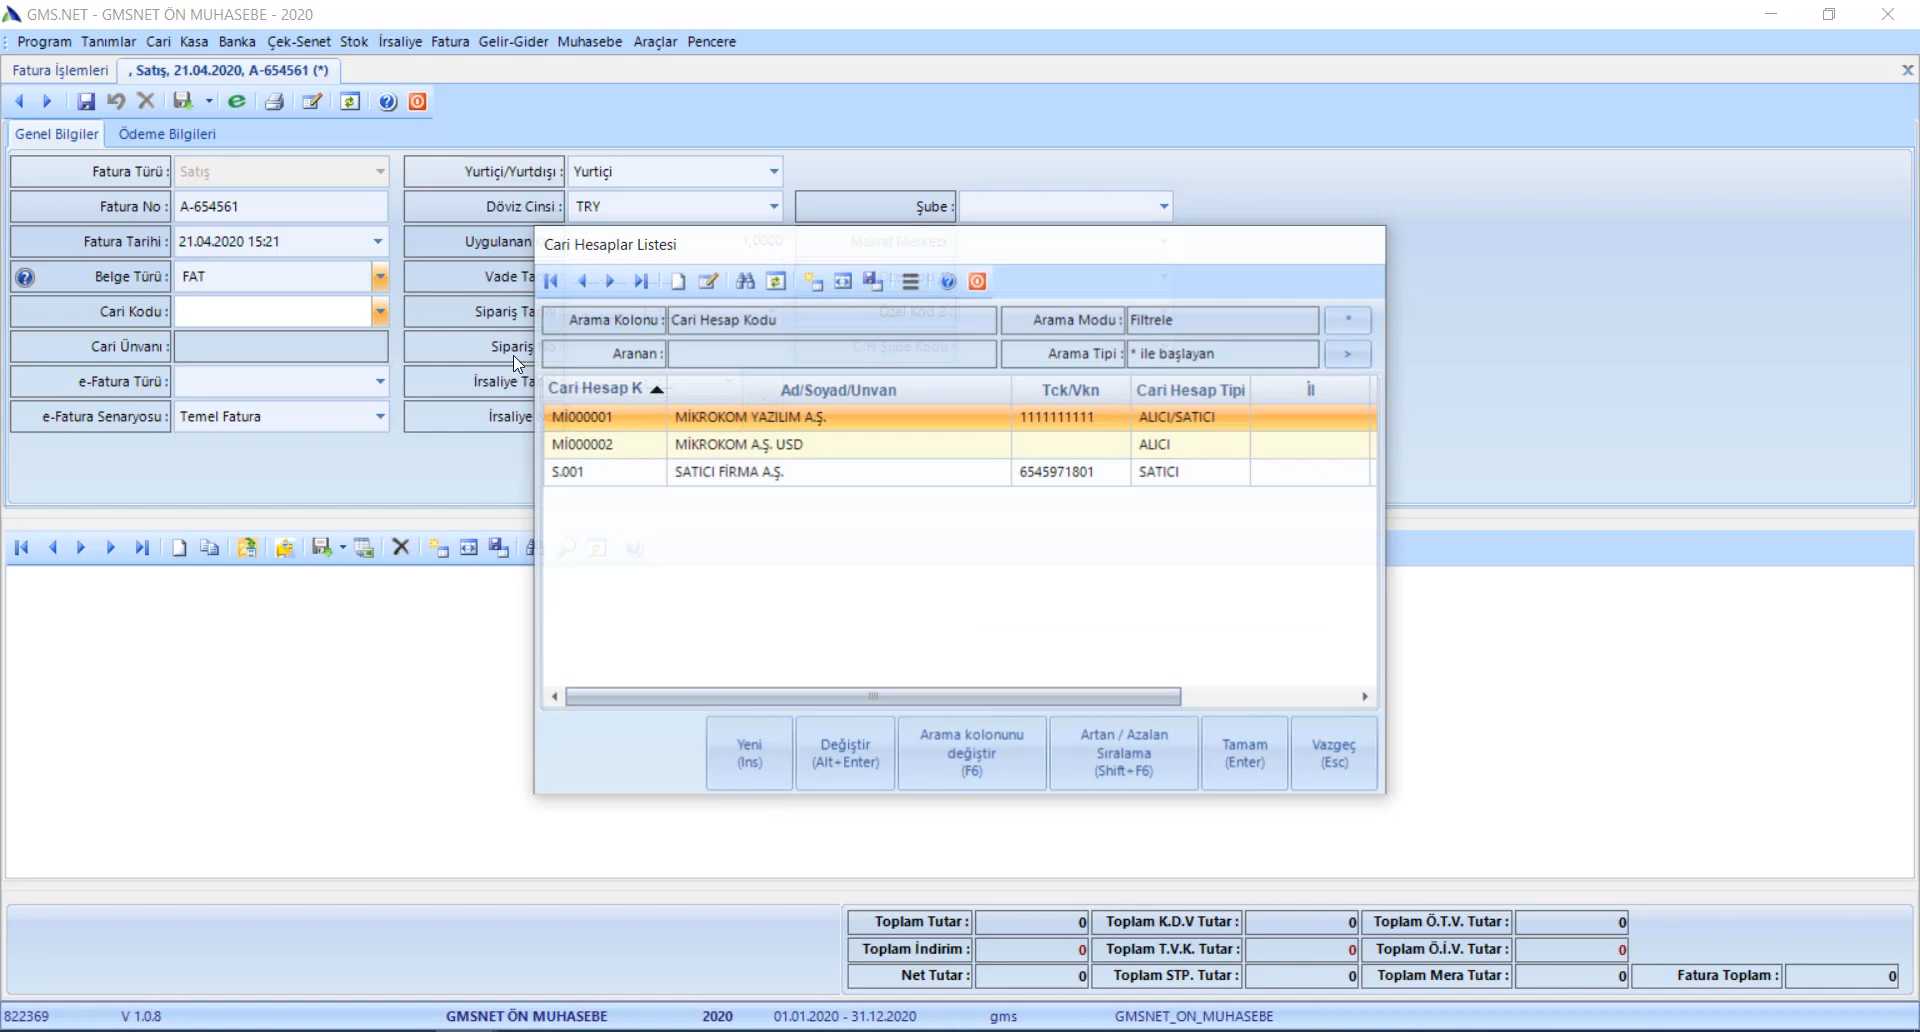 GMS.NET - GMSNET ÖN MUHASEBE - 2020
Program Tanımlar Cari Kasa Banka Çek-Senet Stok İrsaliye Fatura Gelir-Gider Muhasebe Araçlar Pencere
Fatura İşlemleri , Satış, 21.04.2020, A-654561 (*)
Genel Bilgiler Ödeme Bilgileri
Fatura Türü : Satış Yurtiçi/Yurtdışı : Yurtiçi
Fatura No : A-654561 Döviz Cinsi : TRY Şube :
Fatura Tarihi : 21.04.2020 15:21 Uygulanan 1,0000 Masraf Merkezi
Belge Türü : FAT Vade Ta
Cari Kodu : Sipariş Ta Özel Kod 2 :
Cari Ünvanı : Sipariş C/H Şube Kodu :
e-Fatura Türü : İrsaliye Ta
e-Fatura Senaryosu : Temel Fatura İrsaliye
Cari Hesaplar Listesi
Arama Kolonu : Cari Hesap Kodu Arama Modu : Filtrele *
Aranan : Arama Tipi : * ile başlayan >
Cari Hesap K Ad/Soyad/Unvan Tck/Vkn Cari Hesap Tipi İl
Mİ000001 MİKROKOM YAZILIM A.Ş. 1111111111 ALICI/SATICI
Mİ000002 MİKROKOM A.Ş. USD ALICI
S.001 SATICI FİRMA A.Ş. 6545971801 SATICI
Yeni (Ins) Değiştir (Alt+Enter) Arama kolonunu değiştir (F6) Artan / Azalan Sıralama (Shift+F6) Tamam (Enter) Vazgeç (Esc)
Toplam Tutar : 0 Toplam K.D.V Tutar : 0 Toplam Ö.T.V. Tutar : 0
Toplam İndirim : 0 Toplam T.V.K. Tutar : 0 Toplam Ö.İ.V. Tutar : 0
Net Tutar : 0 Toplam STP. Tutar : 0 Toplam Mera Tutar : 0 Fatura Toplam : 0
822369 V 1.0.8 GMSNET ÖN MUHASEBE 2020 01.01.2020 - 31.12.2020 gms GMSNET_ON_MUHASEBE